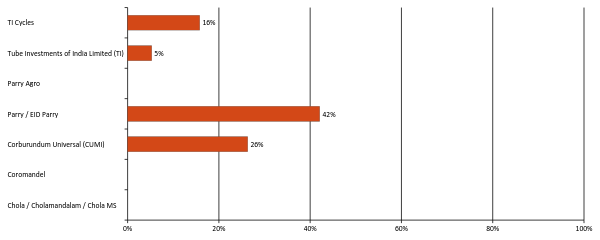 TI Cycles
16%
Tube Investments of India Limited (TI)
5%
Parry Agro
Parry / EID Parry
42%
Corburundum Universal (CUMI)
26%
Coromandel
Chola / Cholamandalam / Chola MS
0% 20% 40% 60% 80% 100%